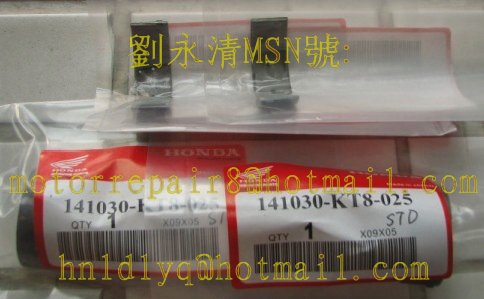 劉永清MSN號:
HONDA
motorrepair8@hotmail.com
141030-KT8-025
QTY 1 X09X05
ST
141030-KT8-025
QTY 1 X09X05
STD
hnldlyq@hotmail.com